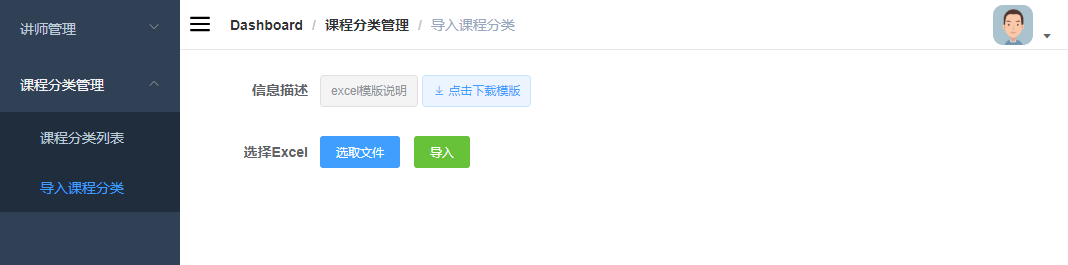 讲师管理
课程分类管理
课程分类列表
导入课程分类
Dashboard / 课程分类管理 / 导入课程分类
信息描述 excel模版说明 点击下载模版
选择Excel 选取文件 导入